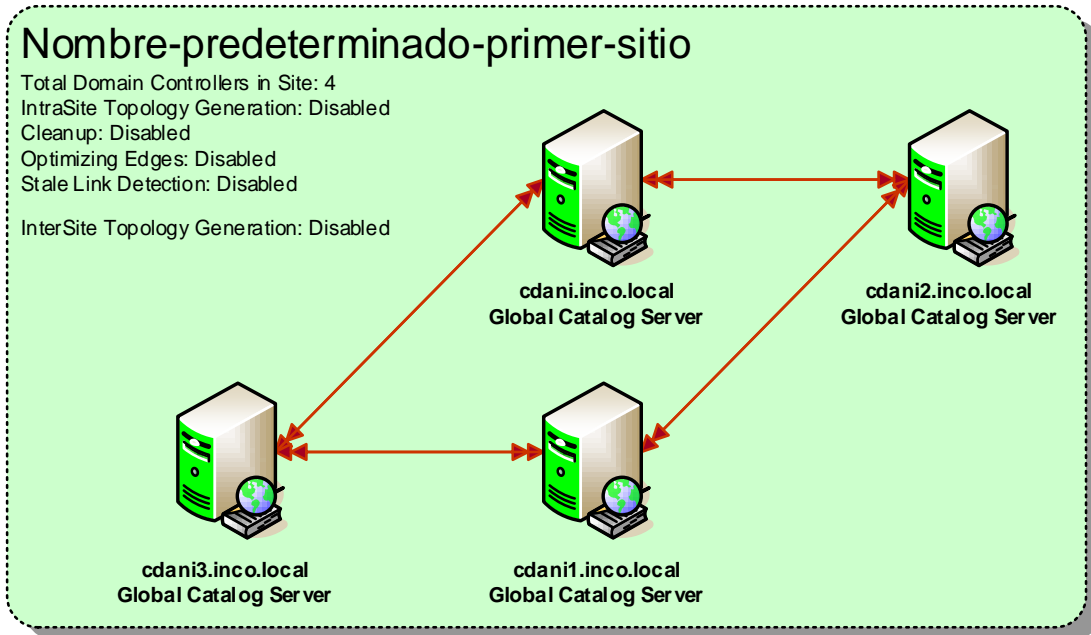 Nombre-predeterminado-primer-sitio
Total Domain Controllers in Site: 4
IntraSite Topology Generation: Disabled
Cleanup: Disabled
Optimizing Edges: Disabled
Stale Link Detection: Disabled
InterSite Topology Generation: Disabled
cdani.inco.local
Global Catalog Server
cdani2.inco.local
Global Catalog Server
cdani3.inco.local
Global Catalog Server
cdani1.inco.local
Global Catalog Server